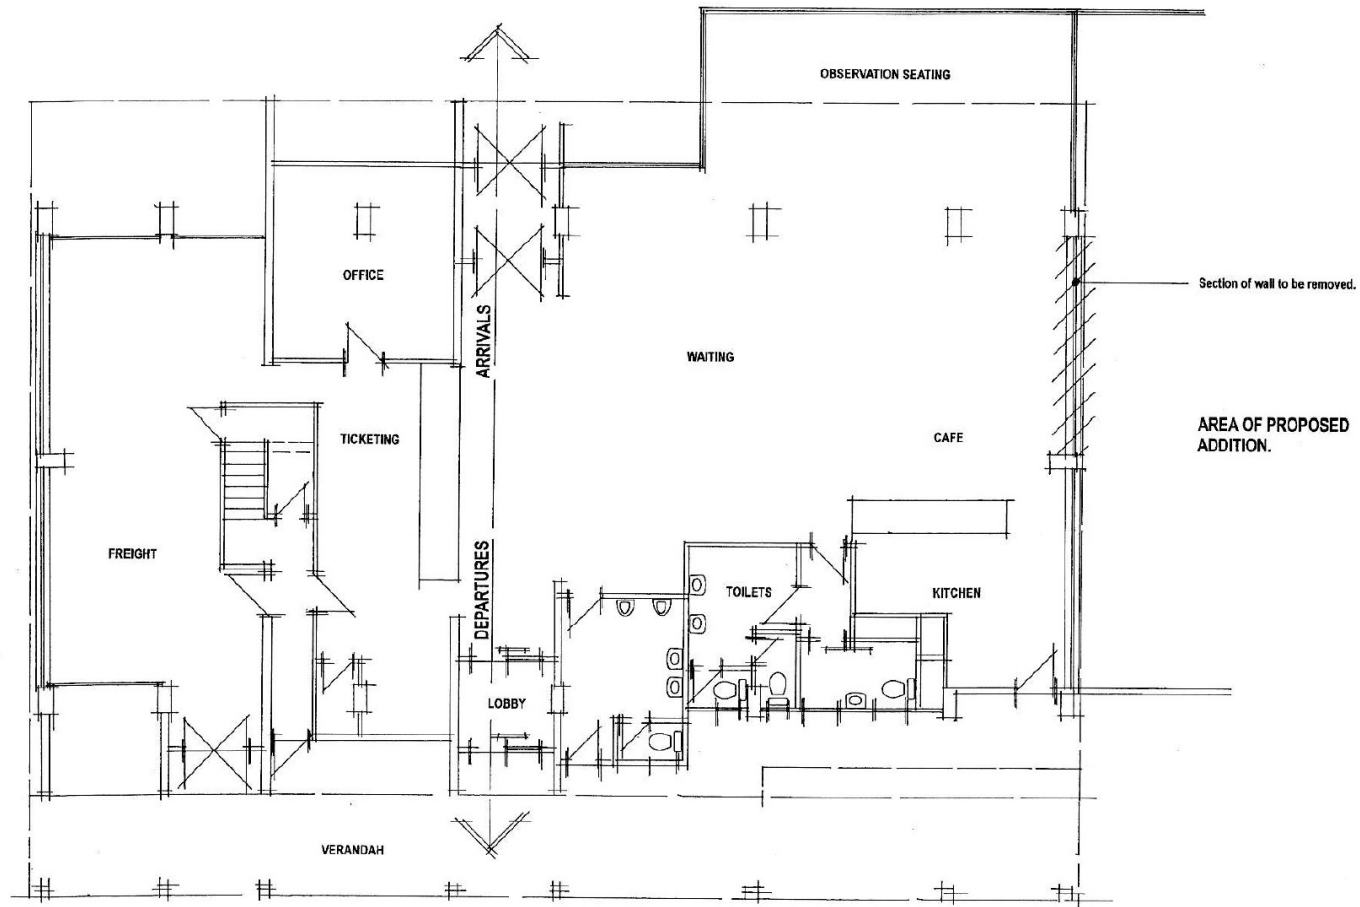 OBSERVATION SEATING
OFFICE
ARRIVALS
Section of wall to be removed.
WAITING
AREA OF PROPOSED
ADDITION.
TICKETING
CAFE
FREIGHT
DEPARTURES
TOILETS
KITCHEN
LOBBY
VERANDAH